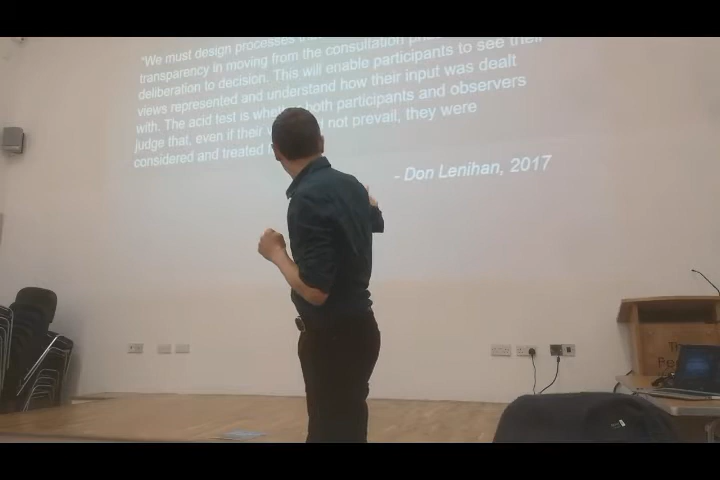 "We must design processes
transparency in moving from the consultation
deliberation to decision. This will enable participants to see their
views represented and understand how their input was dealt
with. The acid test is both participants and observers
judge that, even if their not prevail, they were
considered and treated
- Don Lenihan, 2017